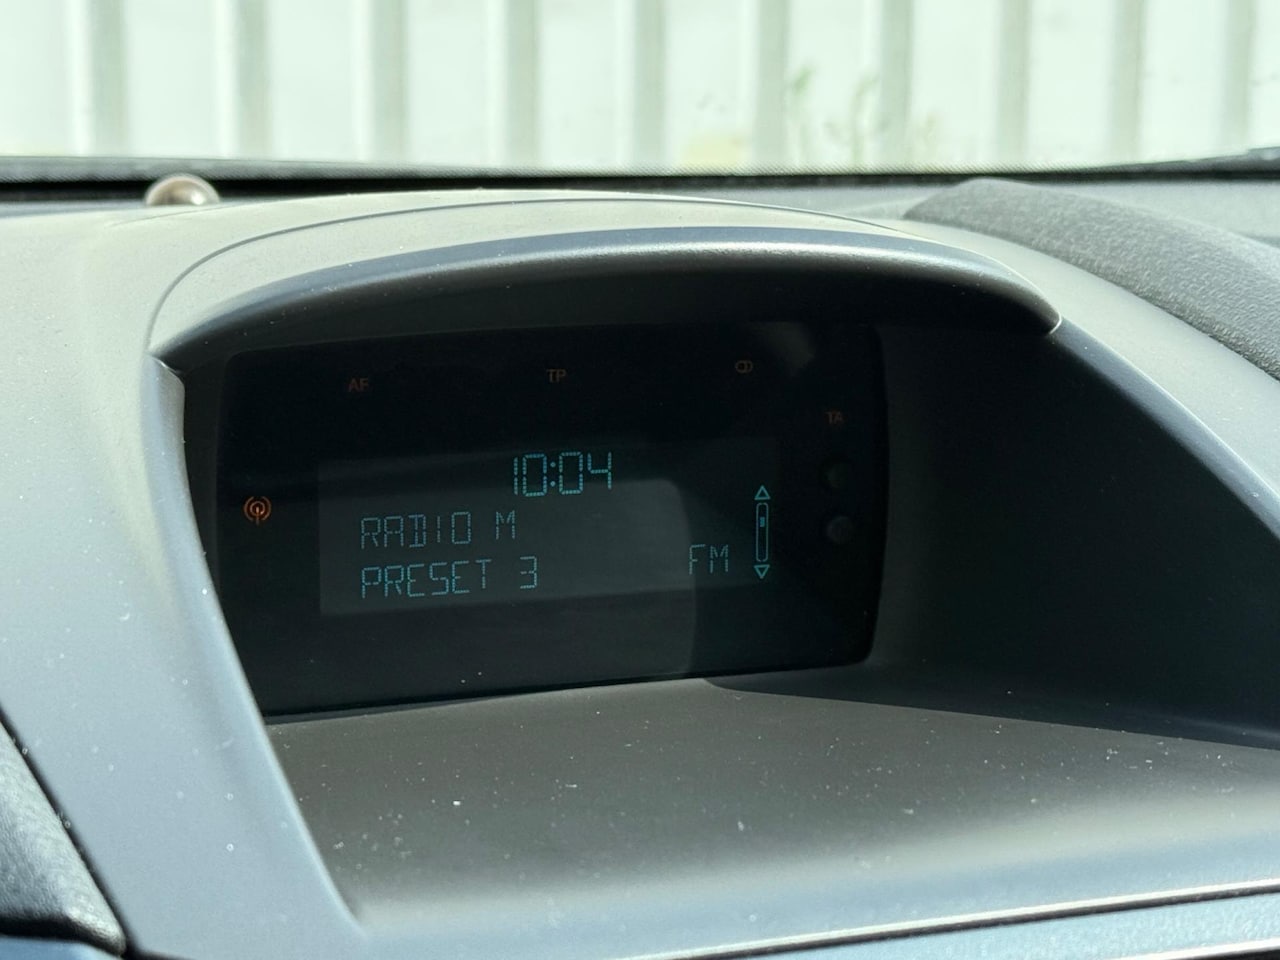 AF TP
TA
10:04
RADIO M
PRESET 3 FM